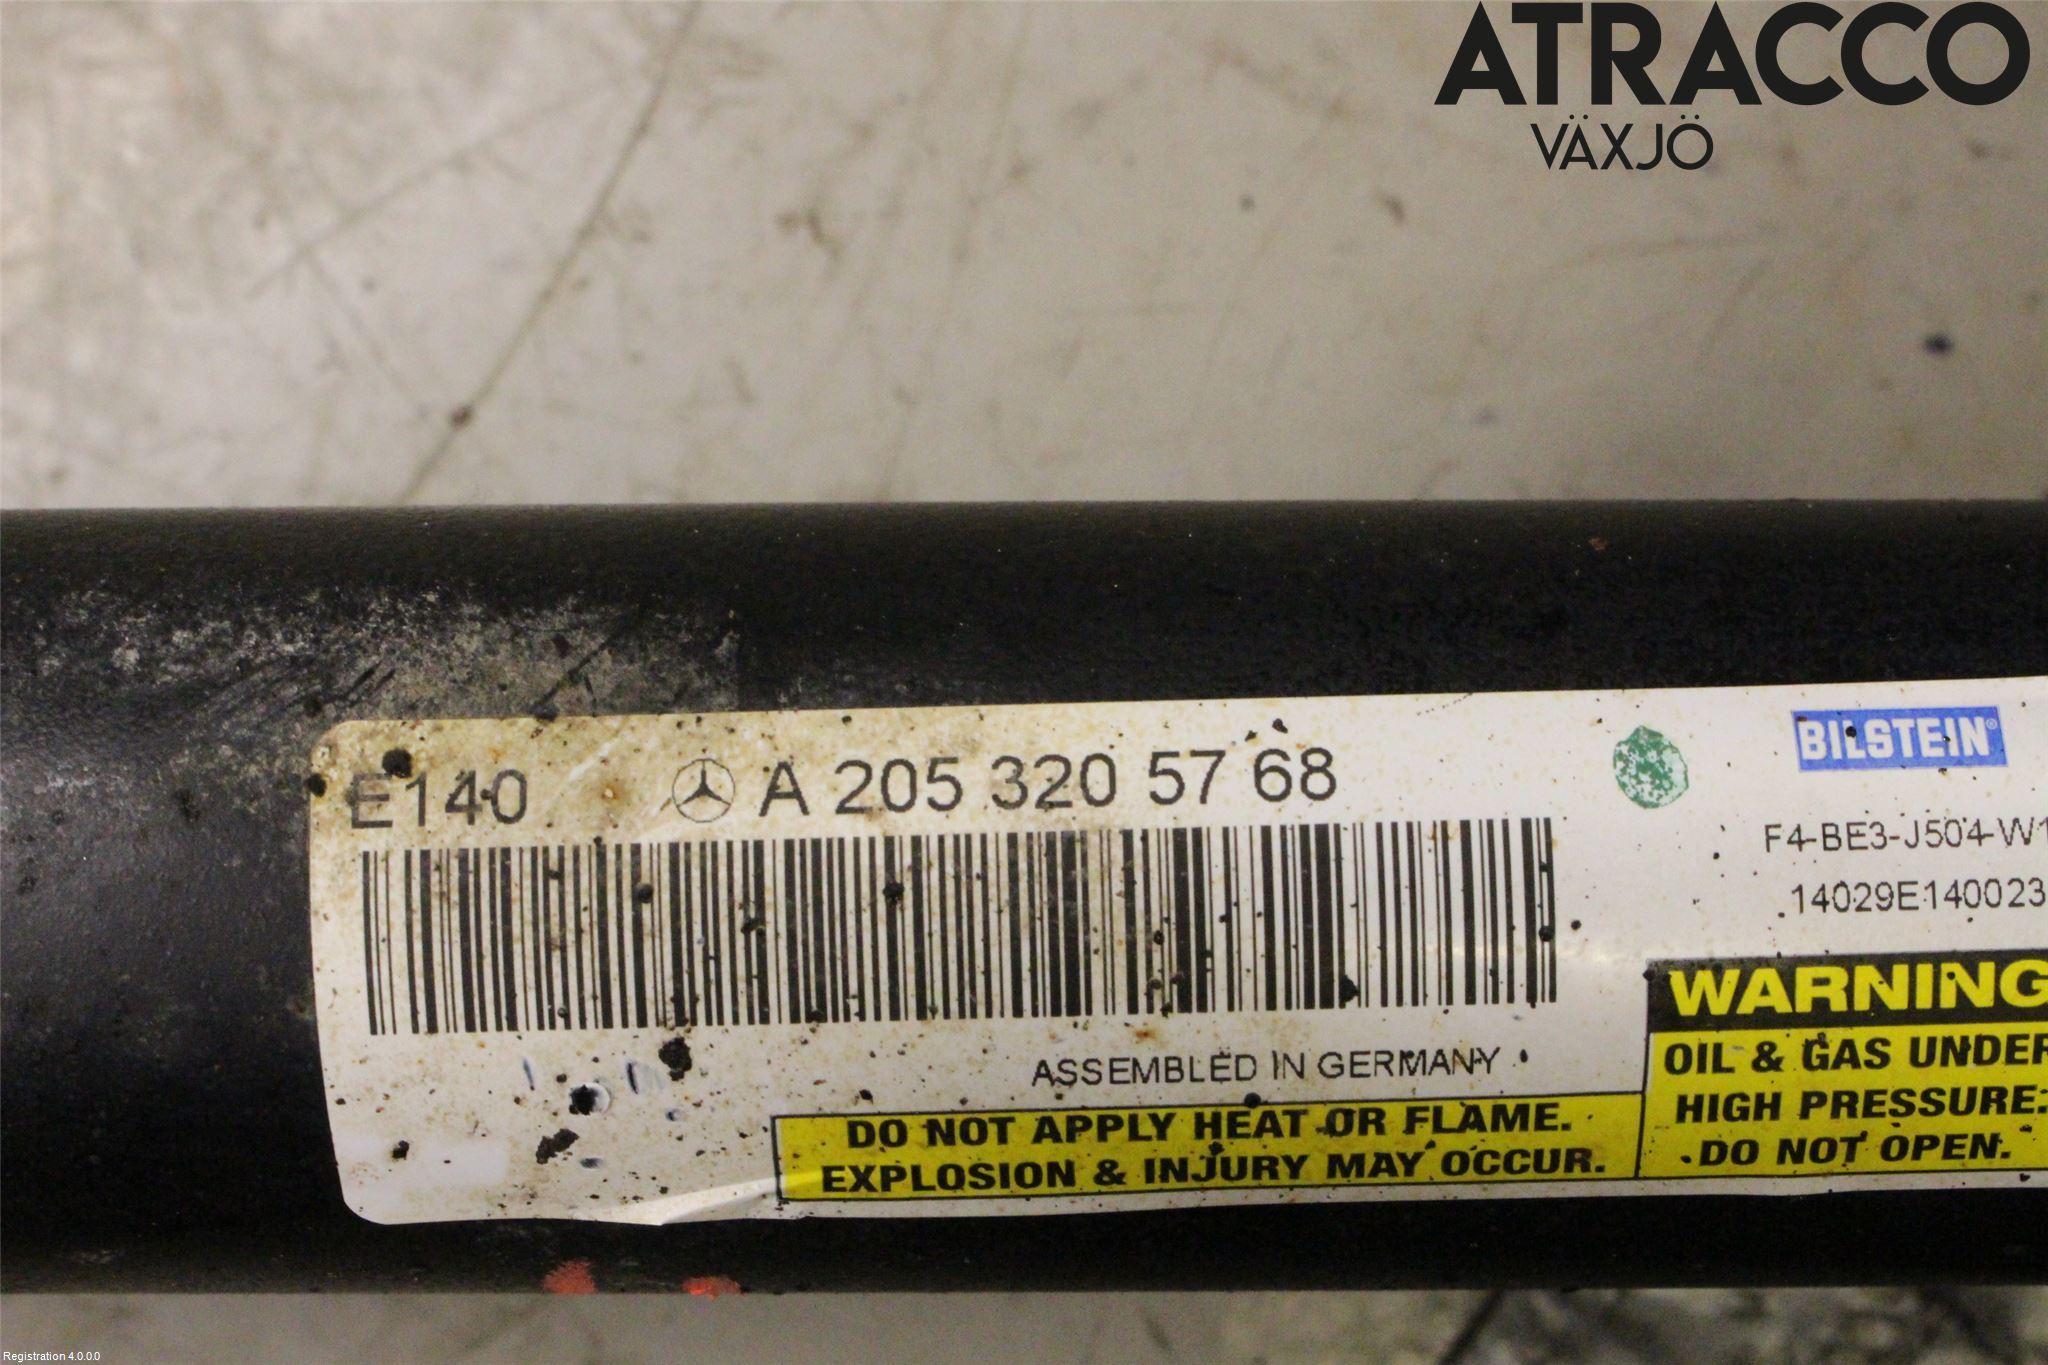 ATRACCO
VÄXJÖ
E140 A 205 320 57 68
BILSTEIN®
F4-BE3-J504-W1
14029E140023
ASSEMBLED IN GERMANY
WARNING
OIL & GAS UNDER
HIGH PRESSURE.
DO NOT OPEN.
DO NOT APPLY HEAT OR FLAME.
EXPLOSION & INJURY MAY OCCUR.
Registration 4.0.0.0